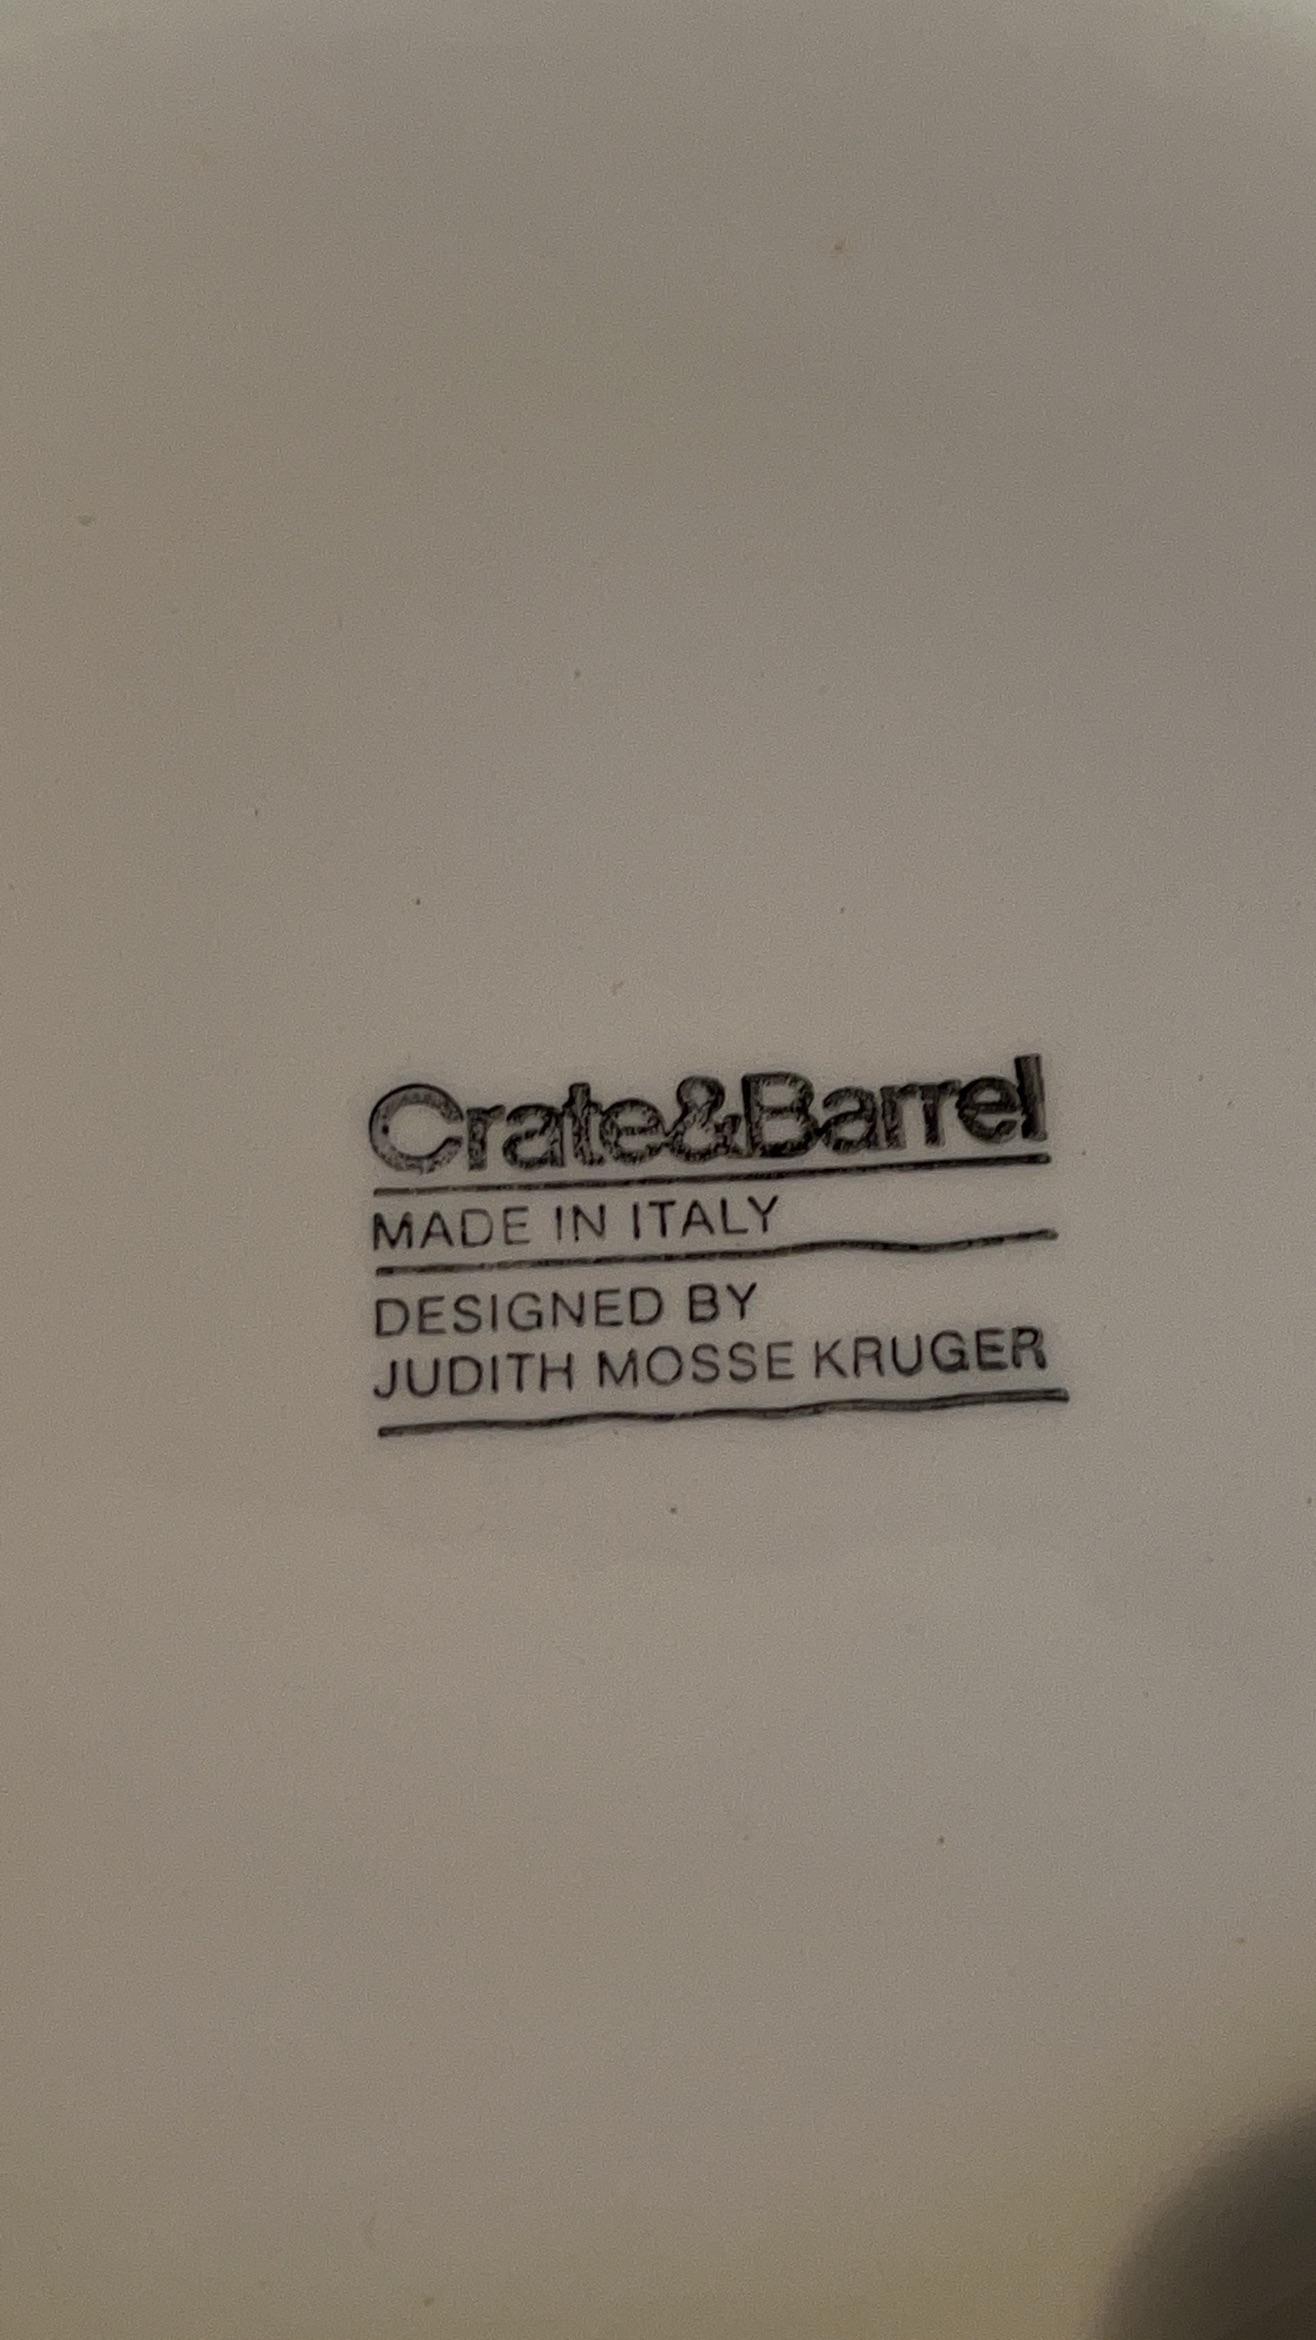 Crate&Barrel
MADE IN ITALY
DESIGNED BY
JUDITH MOSSE KRUGER